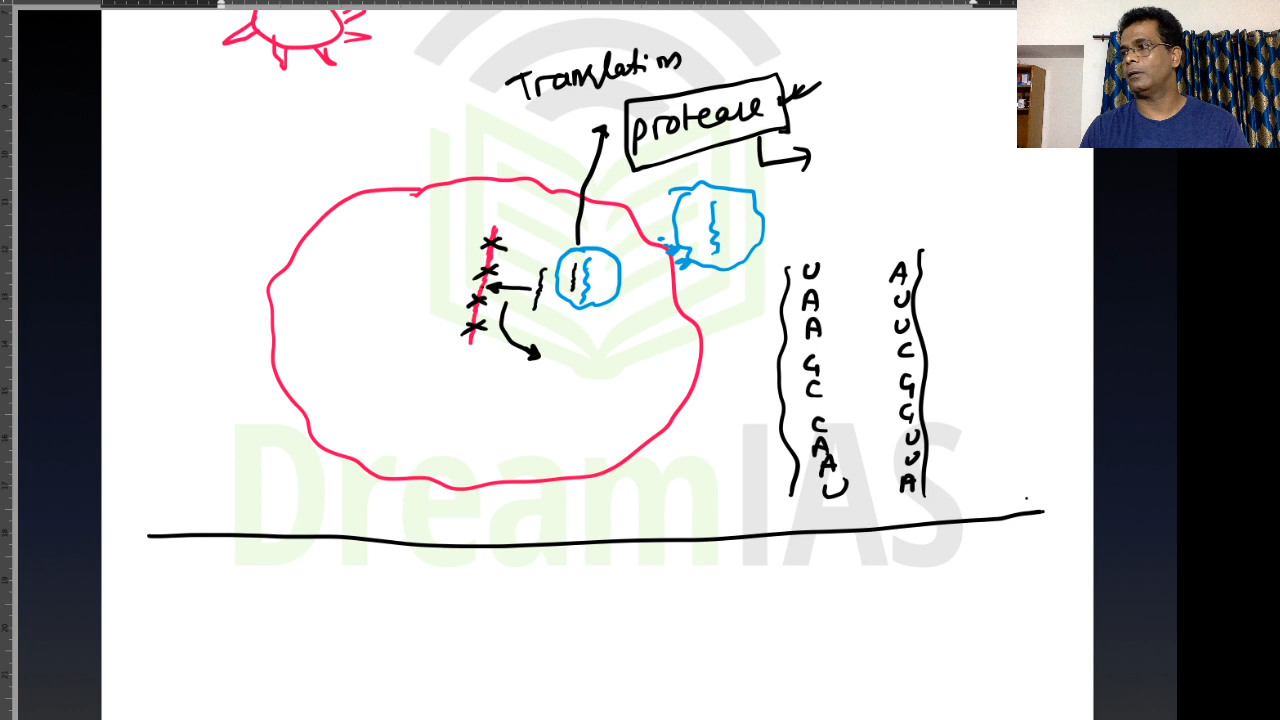 Translation
protease
U A
A U
A U
G C
C G
C G
A U
A U
U A
DreamIAS